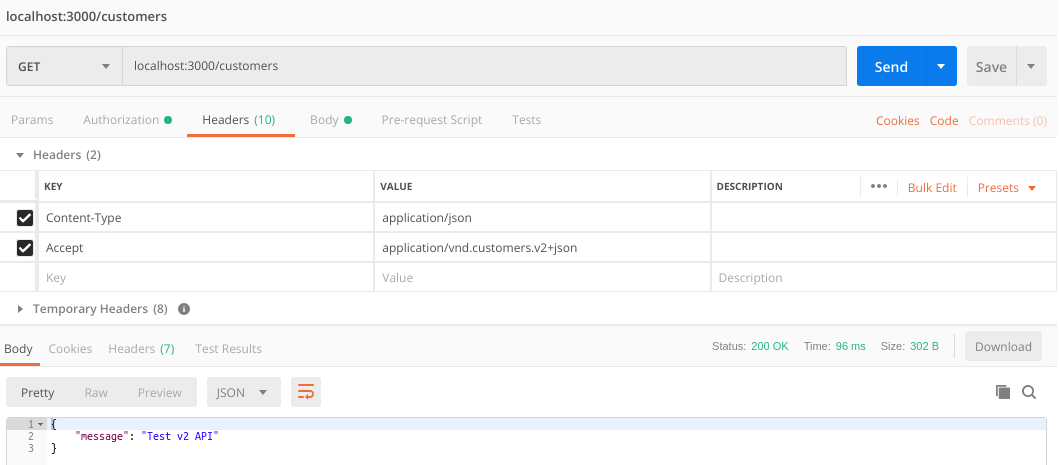 localhost:3000/customers
GET localhost:3000/customers Send Save
Params Authorization Headers (10) Body Pre-request Script Tests Cookies Code Comments (0)
Headers (2)
KEY VALUE DESCRIPTION ••• Bulk Edit Presets
Content-Type application/json
Accept application/vnd.customers.v2+json
Key Value Description
Temporary Headers (8) i
Body Cookies Headers (7) Test Results Status: 200 OK Time: 96 ms Size: 302 B Download
Pretty Raw Preview JSON
1 {
2 "message": "Test v2 API"
3 }